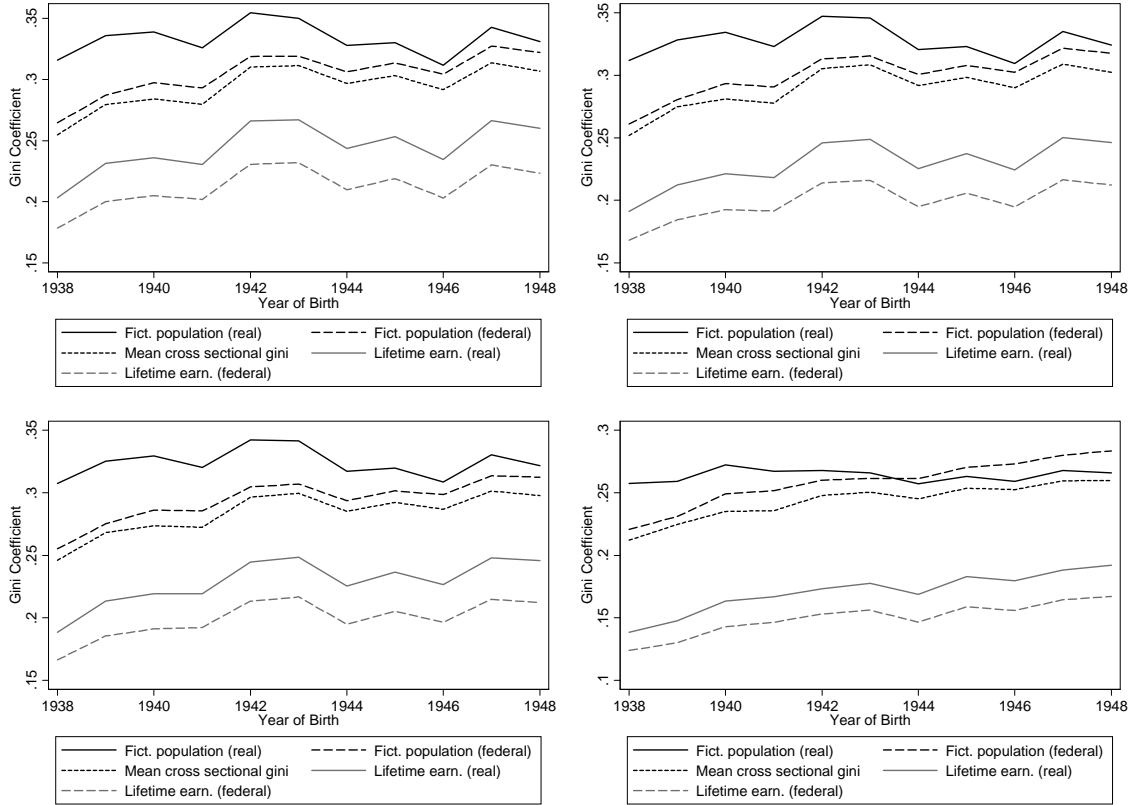 .35
.3
.25
.2
.15
Gini Coefficient
1938 1940 1942 1944 1946 1948
Year of Birth
Fict. population (real) Fict. population (federal)
Mean cross sectional gini Lifetime earn. (real)
Lifetime earn. (federal)
.35
.3
.25
.2
.15
Gini Coefficient
1938 1940 1942 1944 1946 1948
Year of Birth
Fict. population (real) Fict. population (federal)
Mean cross sectional gini Lifetime earn. (real)
Lifetime earn. (federal)
.35
.3
.25
.2
.15
Gini Coefficient
1938 1940 1942 1944 1946 1948
Year of Birth
Fict. population (real) Fict. population (federal)
Mean cross sectional gini Lifetime earn. (real)
Lifetime earn. (federal)
.3
.25
.2
.15
.1
Gini Coefficient
1938 1940 1942 1944 1946 1948
Year of Birth
Fict. population (real) Fict. population (federal)
Mean cross sectional gini Lifetime earn. (real)
Lifetime earn. (federal)